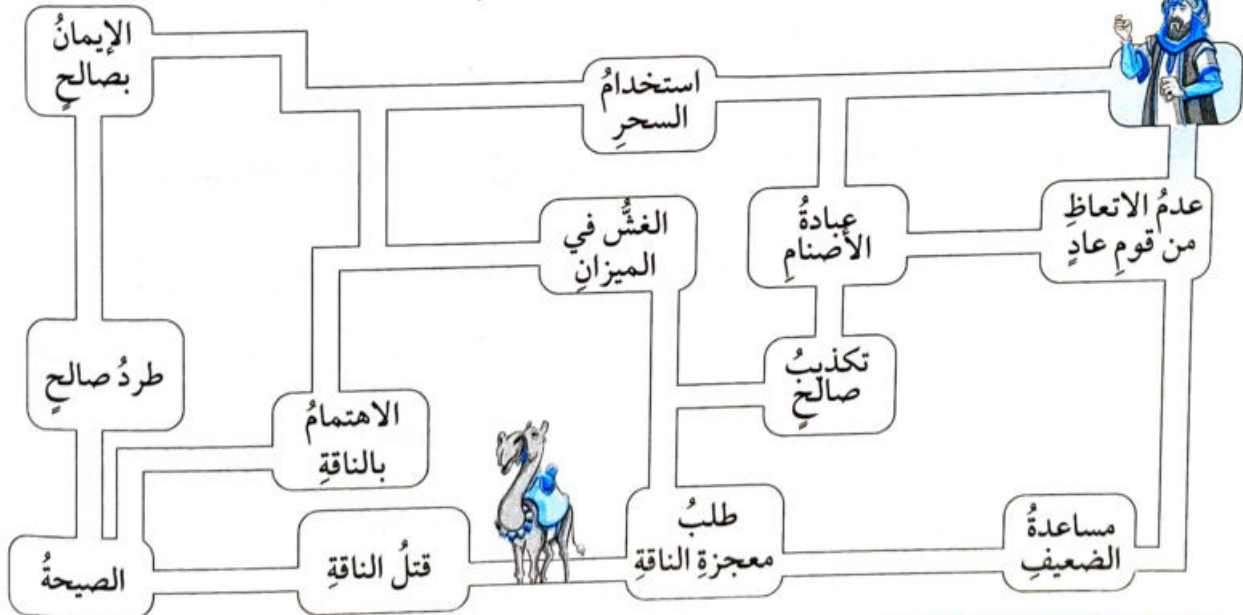 الإيمانُ
بصالحٍ
استخدامُ
السحرِ
عدمُ الاتعاظِ
من قومِ عادٍ
عبادةُ
الأصنامِ
الغشُّ في
الميزانِ
تكذيبُ
صالحٍ
طردُ صالحٍ
الاهتمامُ
بالناقةِ
مساعدةُ
الضعيفِ
طلبُ
معجزةِ الناقةِ
قتلُ الناقةِ
الصيحةُ